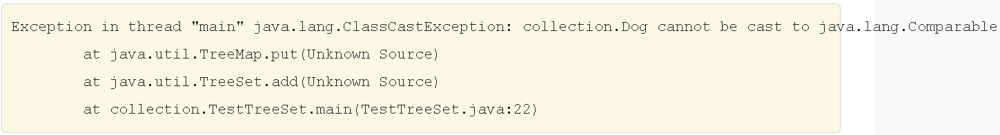 Exception in thread "main" java.lang.ClassCastException: collection.Dog cannot be cast to java.lang.Comparable
at java.util.TreeMap.put(Unknown Source)
at java.util.TreeSet.add(Unknown Source)
at collection.TestTreeSet.main(TestTreeSet.java:22)